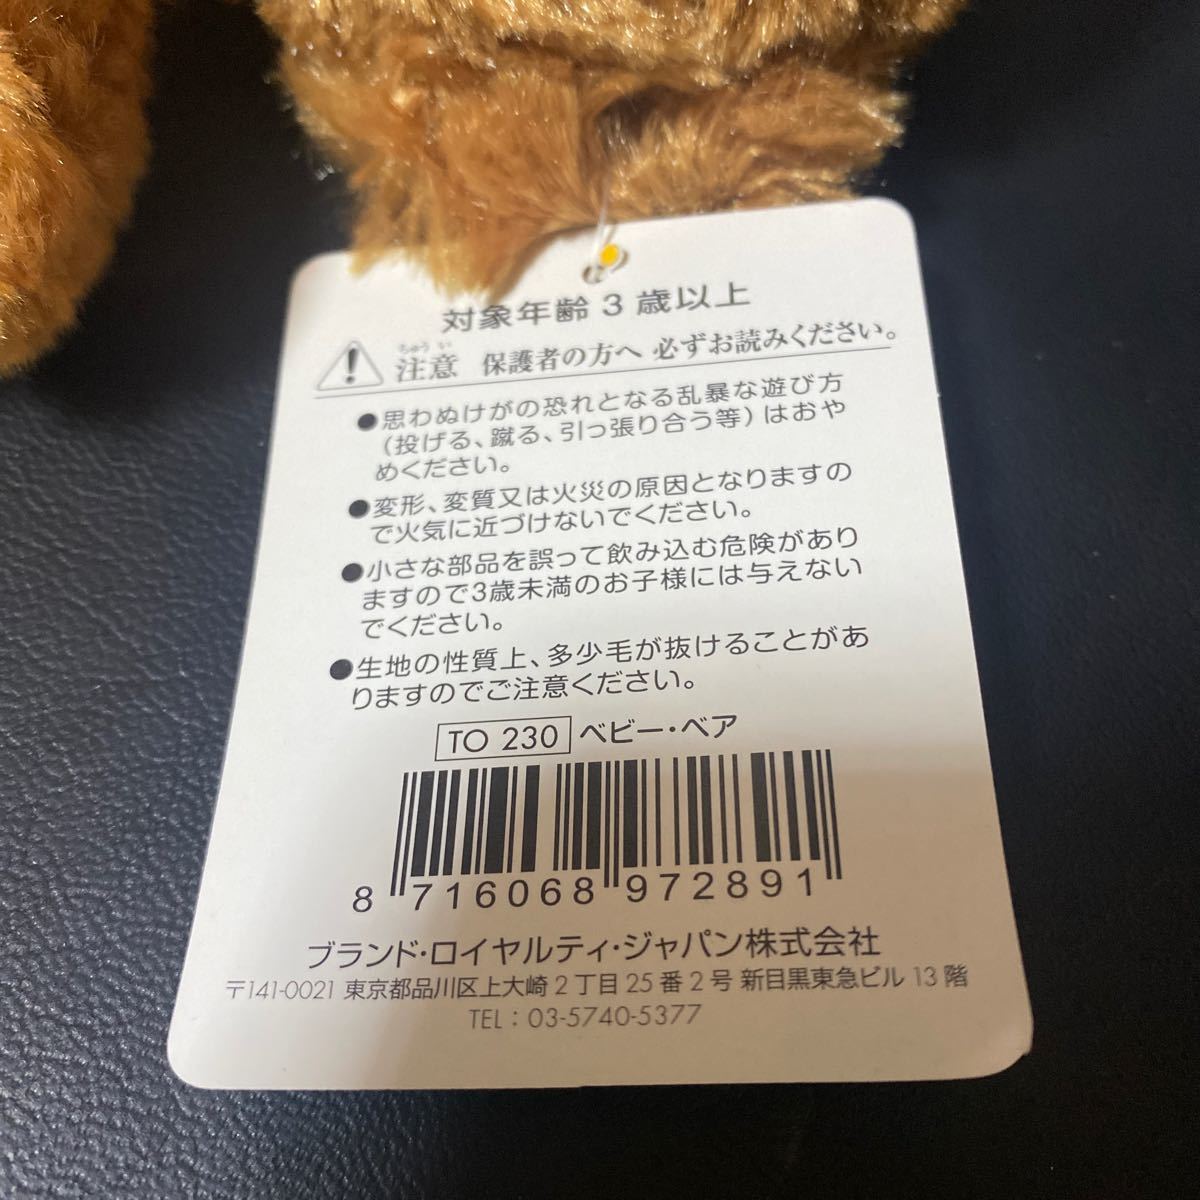 対象年齢 3 歳以上
ちゅう い
注意 保護者の方へ 必ずお読みください。
●思わぬけがの恐れとなる乱暴な遊び方
(投げる、蹴る、引っ張り合う等)はおや
めください。
●変形、変質又は火災の原因となりますの
で火気に近づけないでください。
●小さな部品を誤って飲み込む危険があり
ますので3歳未満のお子様には与えない
でください。
●生地の性質上、多少毛が抜けることがあ
りますのでご注意ください。
TO 230 ベビー・ベア
8 716068 972891
ブランド・ロイヤルティ・ジャパン株式会社
〒141-0021 東京都品川区上大崎 2 丁目 25 番 2 号 新目黒東急ビル 13 階
TEL : 03-5740-5377